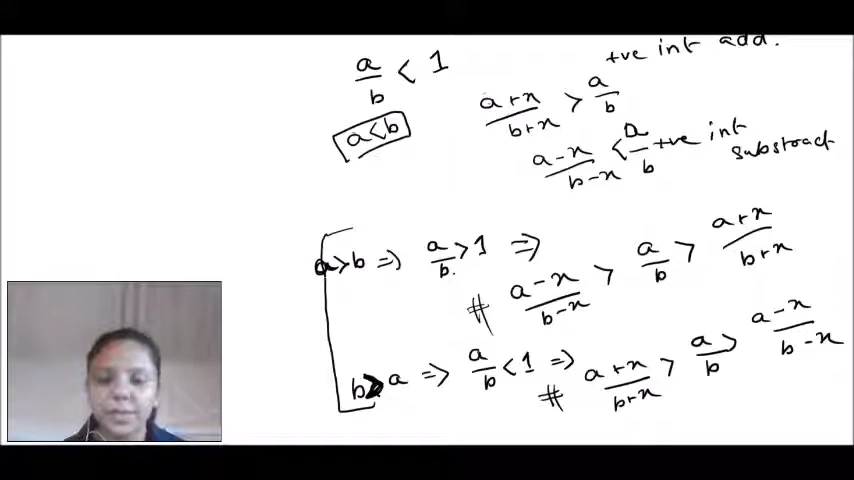 a/b < 1
+ve int add.
a<b
a+x/b+x > a/b
a-x/b-x < a/b +ve int substract
a>b => a/b > 1 =>
# a-x/b-x > a/b > a+x/b+x
b>a => a/b < 1 =>
# a+x/b+x > a/b > a-x/b-x